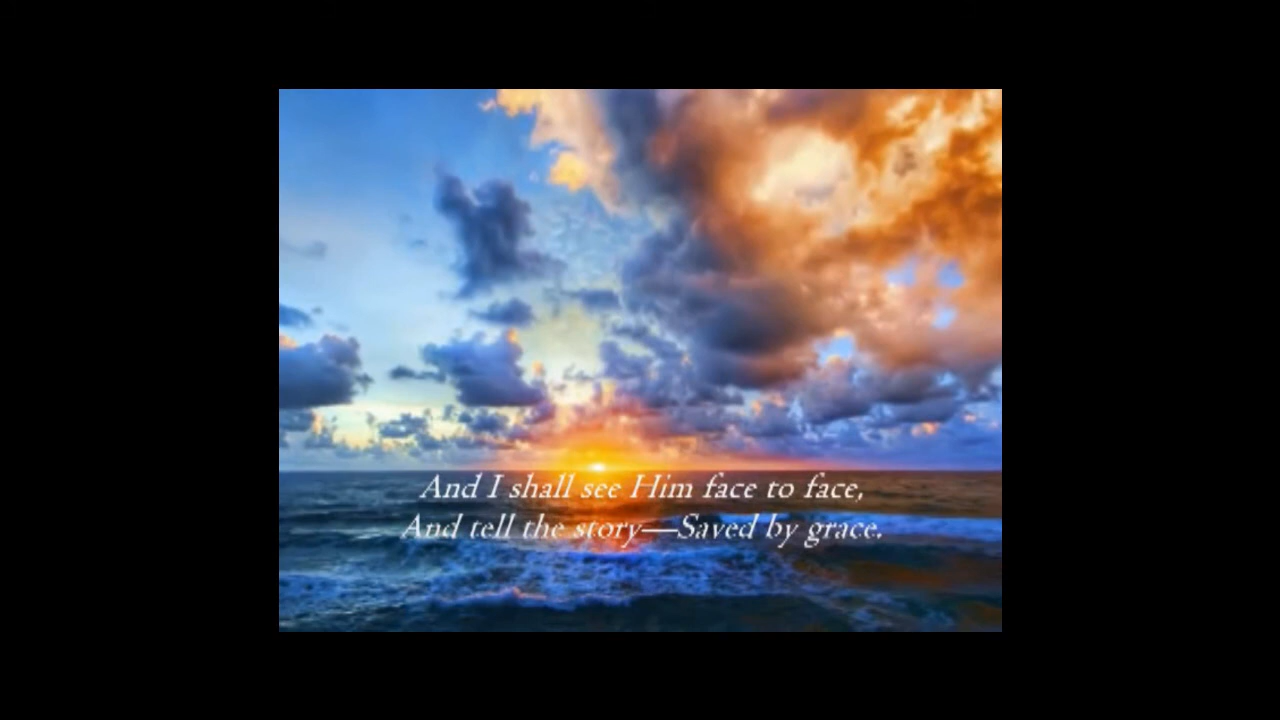 And I shall see Him face to face,
And tell the story—Saved by grace.